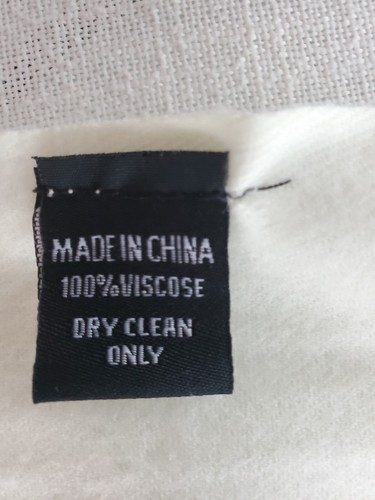 MADE IN CHINA
100%VISCOSE
DRY CLEAN
ONLY